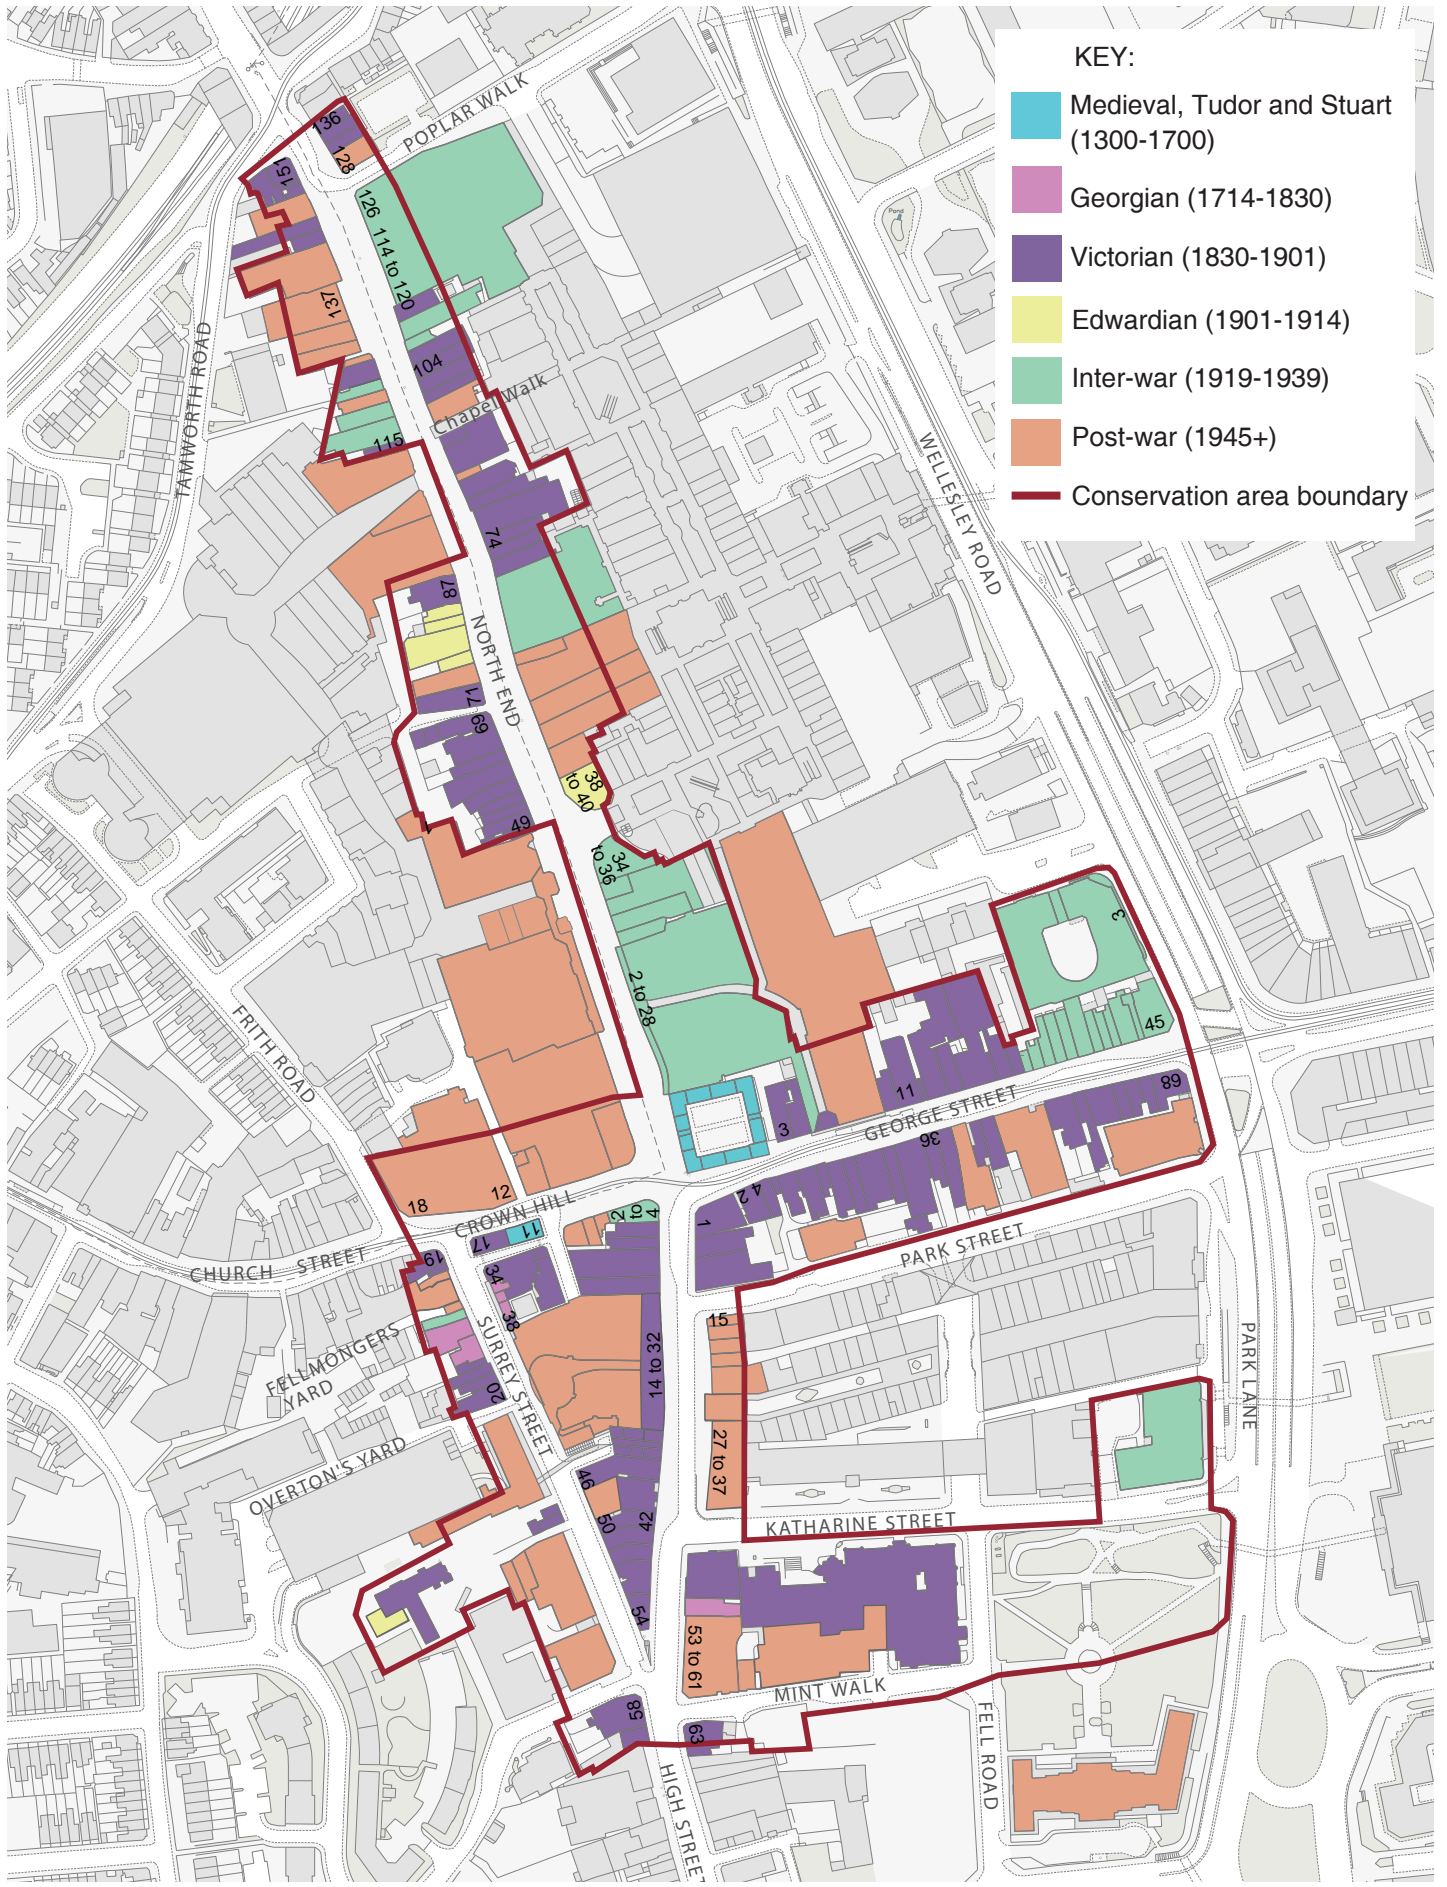 KEY:
Medieval, Tudor and Stuart
(1300-1700)
Georgian (1714-1830)
Victorian (1830-1901)
Edwardian (1901-1914)
Inter-war (1919-1939)
Post-war (1945+)
Conservation area boundary
136
128
POPLAR WALK
151
126
114 to 120
137
104
Chapel Walk
115
TAMWORTH ROAD
Pond
WELLESLEY ROAD
74
87
NORTH END
71
69
38
to 40
49
1
34
to 36
2 to 28
3
45
FRITH ROAD
11
3
GEORGE STREET
68
36
18
12
CROWN HILL
2
to
4
4
2
1
11
17
PARK STREET
CHURCH STREET
19
34
38
SURREY STREET
15
14 to 32
FELLMONGERS
YARD
20
PARK LANE
27 to 37
OVERTON'S YARD
46
50
42
KATHARINE STREET
54
53 to 61
MINT WALK
58
63
FELL ROAD
HIGH STREET